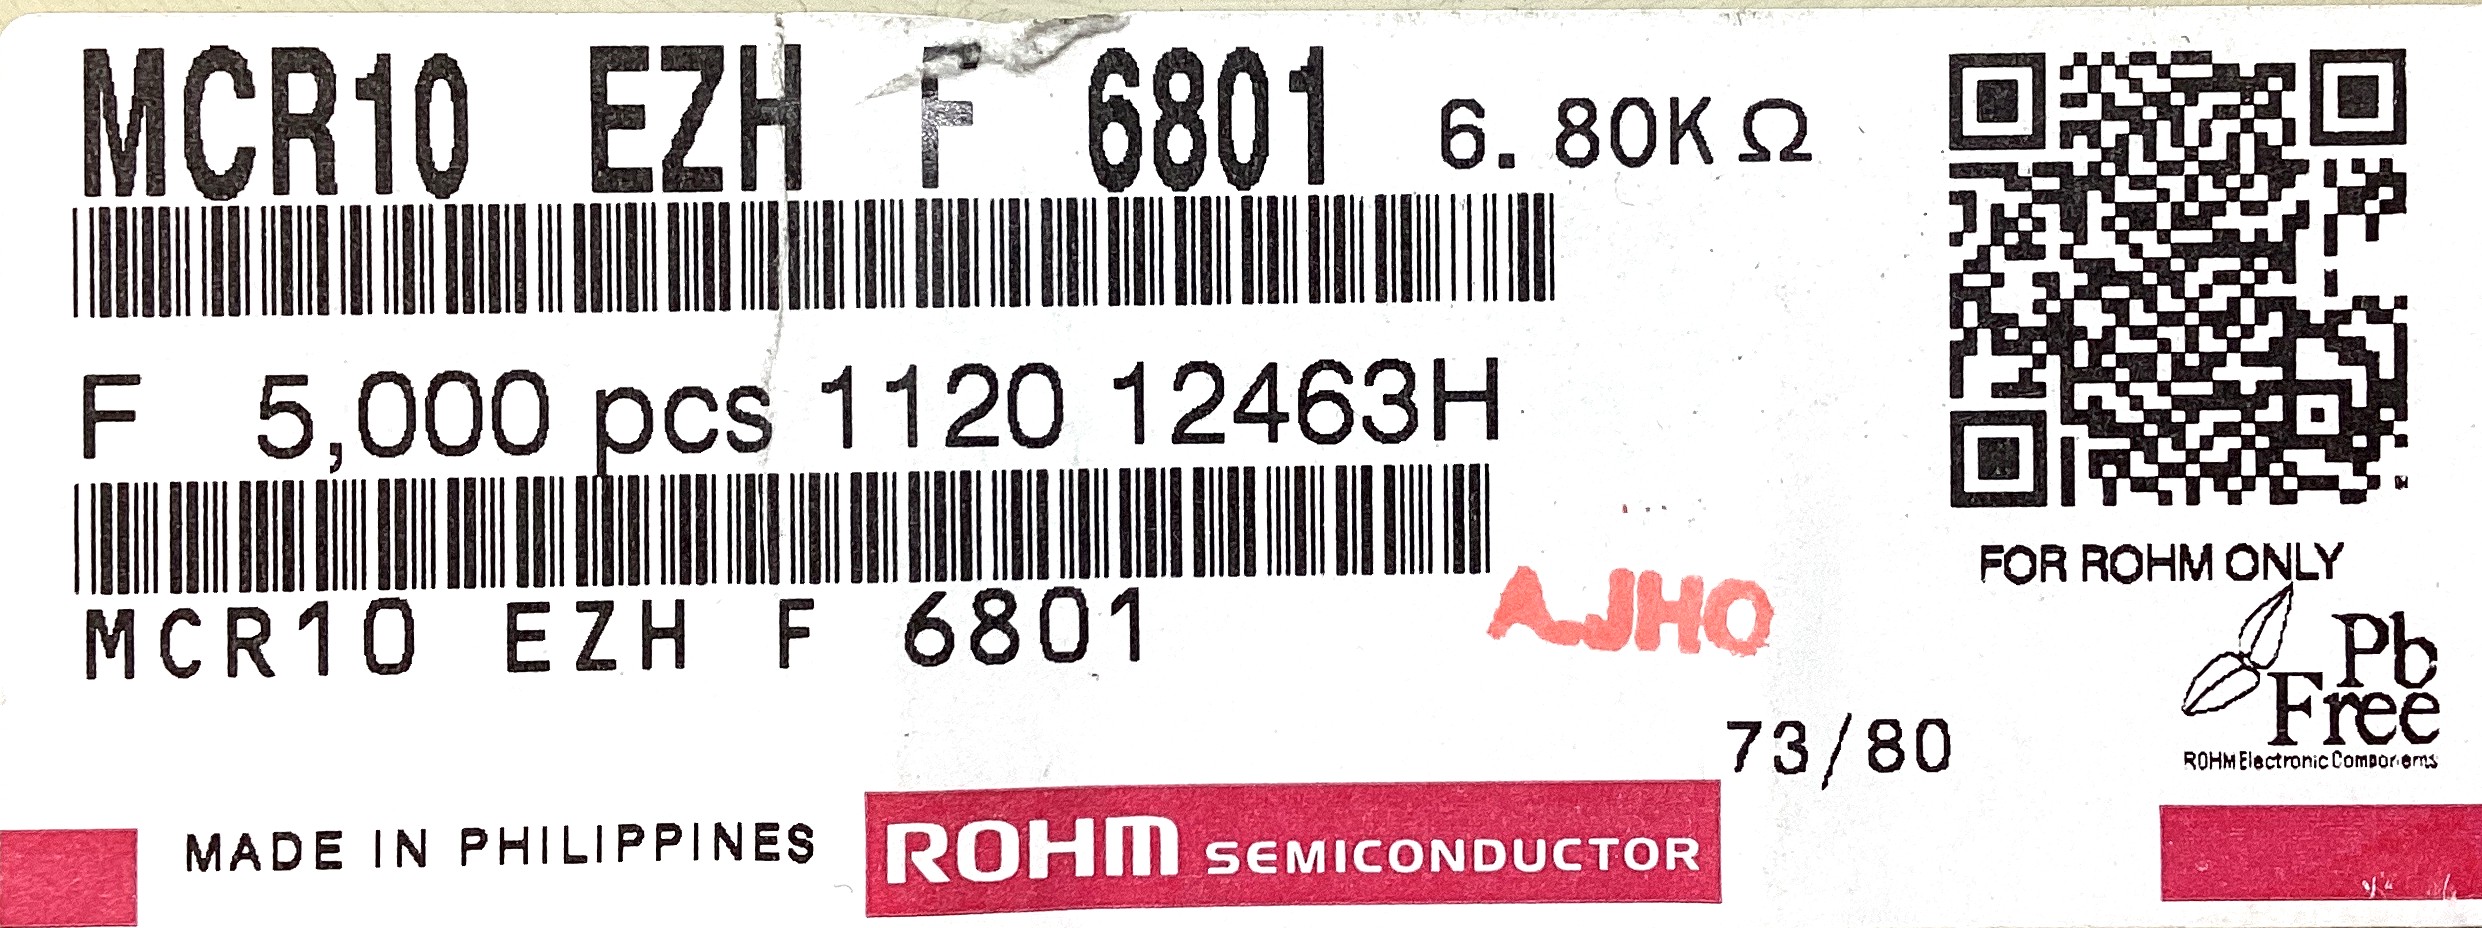 MCR10 EZH F 6801 6.80KΩ
F 5,000 pcs 1120 12463H
MCR10 EZH F 6801
AJHO
FOR ROHM ONLY
Pb
Free
ROHM Electronic Components
73/80
MADE IN PHILIPPINES
ROHM SEMICONDUCTOR